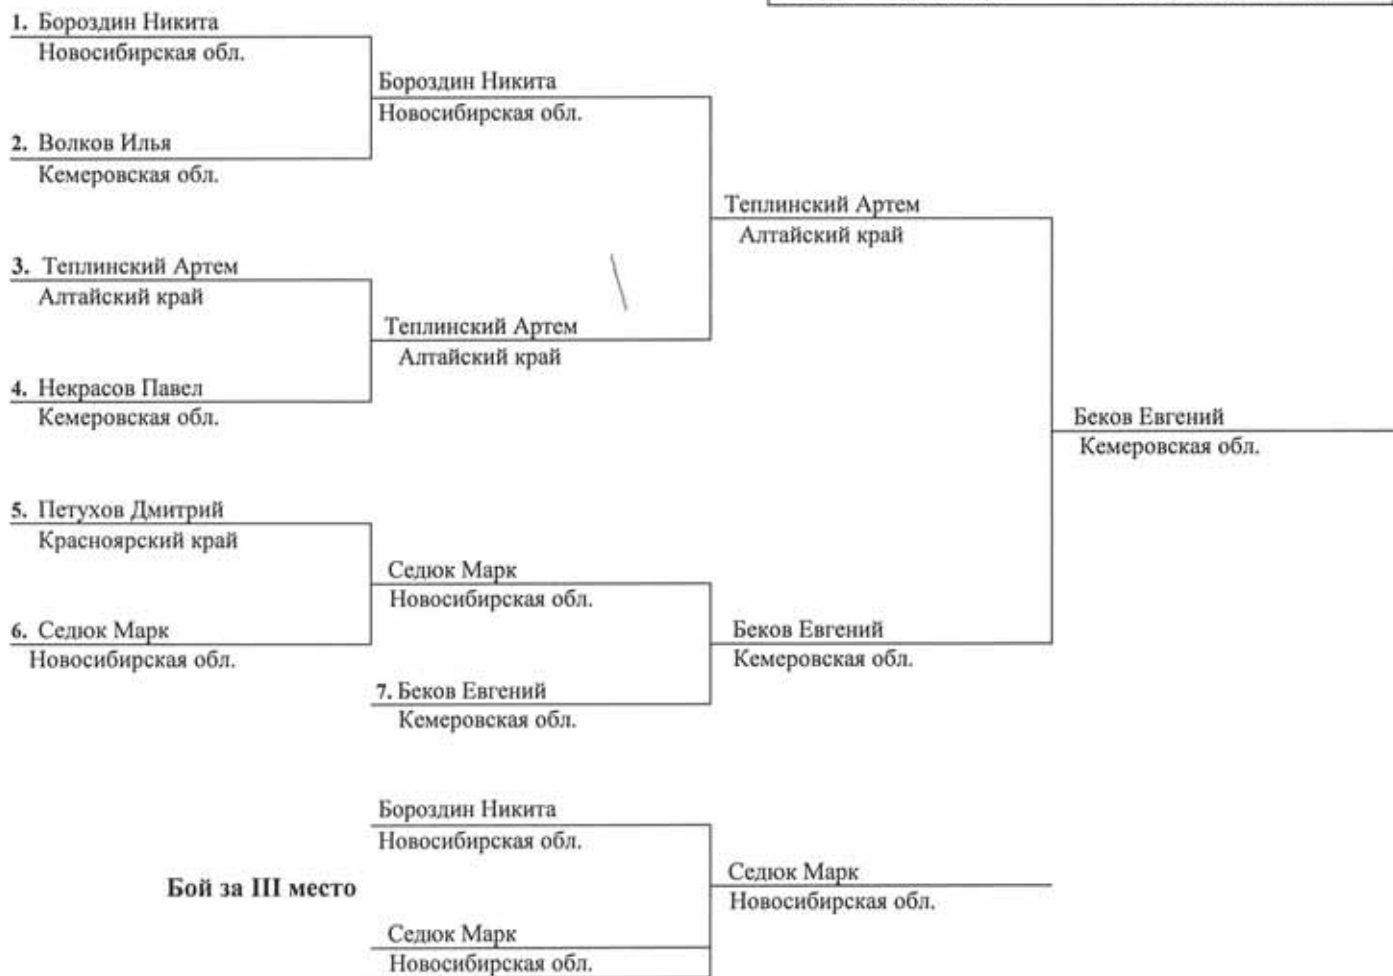 1. Бороздин Никита
Новосибирская обл.
Бороздин Никита
Новосибирская обл.
2. Волков Илья
Кемеровская обл.
Теплинский Артем
Алтайский край
3. Теплинский Артем
Алтайский край
Теплинский Артем
Алтайский край
4. Некрасов Павел
Кемеровская обл.
Беков Евгений
Кемеровская обл.
5. Петухов Дмитрий
Красноярский край
Седюк Марк
Новосибирская обл.
6. Седюк Марк
Новосибирская обл.
Беков Евгений
Кемеровская обл.
7. Беков Евгений
Кемеровская обл.
Бороздин Никита
Новосибирская обл.
Бой за III место
Седюк Марк
Новосибирская обл.
Седюк Марк
Новосибирская обл.